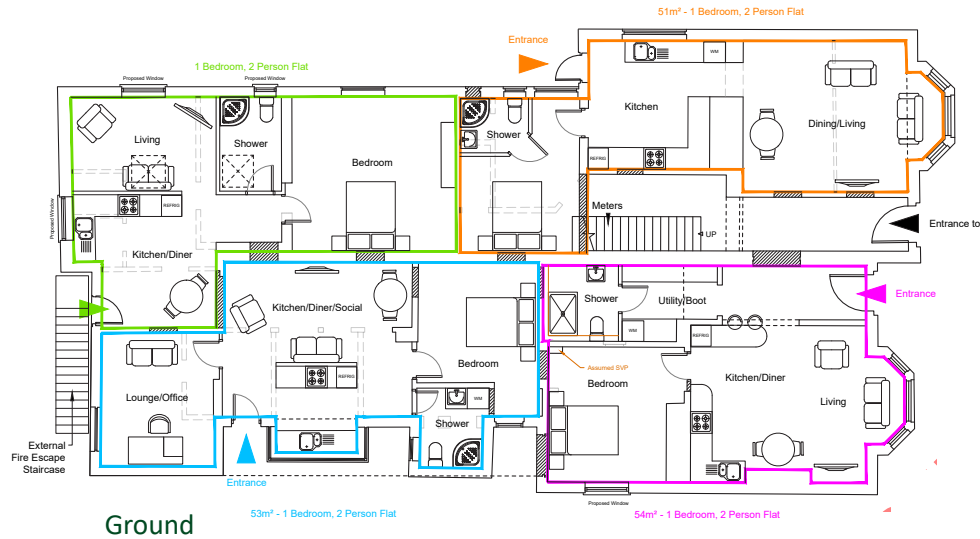 51m² - 1 Bedroom, 2 Person Flat
Entrance
1 Bedroom, 2 Person Flat
Proposed Window
Proposed Window
WM
Kitchen
Dining/Living
Living
Shower
Shower
Bedroom
REFRIG
REFRIG
Proposed Window
Meters
UP
Entrance to
Kitchen/Diner
Shower
Utility/Boot
Entrance
Kitchen/Diner/Social
WM
Assumed SVP
Bedroom
REFRIG
REFRIG
Bedroom
Kitchen/Diner
Lounge/Office
WM
Living
Shower
External
Fire Escape
Staircase
Entrance
Proposed Window
Ground
53m² - 1 Bedroom, 2 Person Flat
54m² - 1 Bedroom, 2 Person Flat